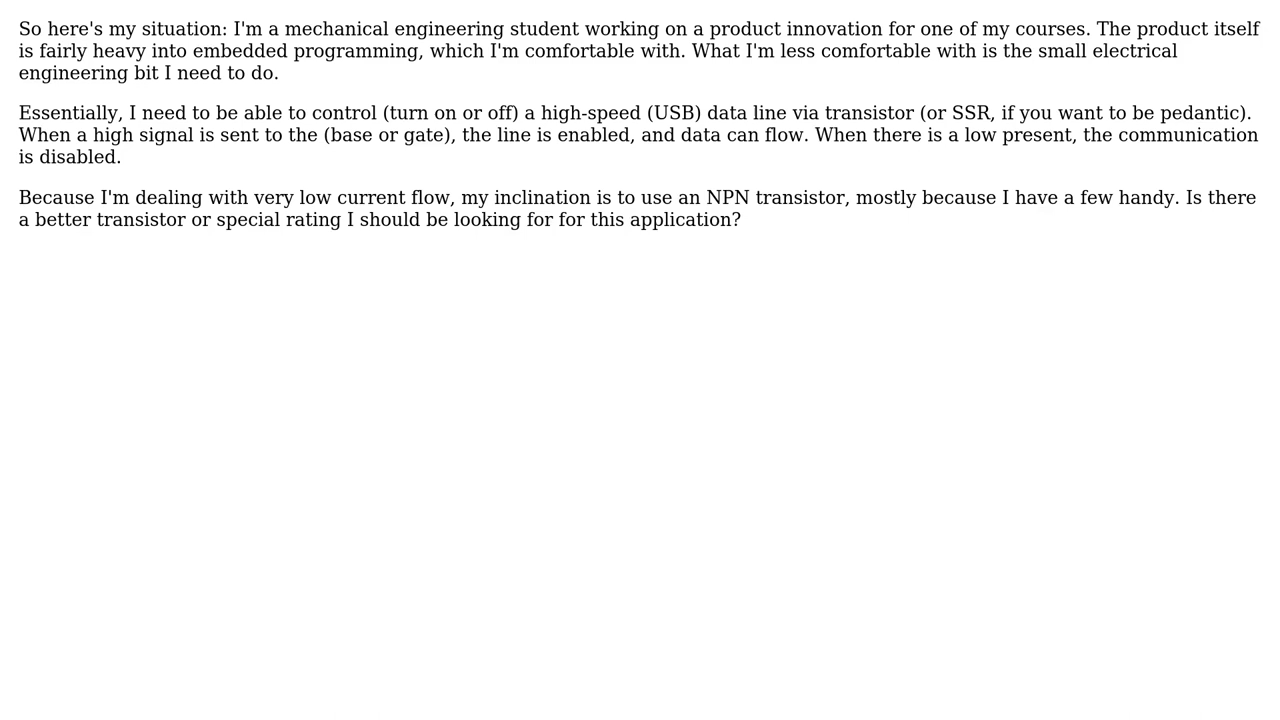 So here's my situation: I'm a mechanical engineering student working on a product innovation for one of my courses. The product itself
is fairly heavy into embedded programming, which I'm comfortable with. What I'm less comfortable with is the small electrical
engineering bit I need to do.
Essentially, I need to be able to control (turn on or off) a high-speed (USB) data line via transistor (or SSR, if you want to be pedantic).
When a high signal is sent to the (base or gate), the line is enabled, and data can flow. When there is a low present, the communication
is disabled.
Because I'm dealing with very low current flow, my inclination is to use an NPN transistor, mostly because I have a few handy. Is there
a better transistor or special rating I should be looking for for this application?